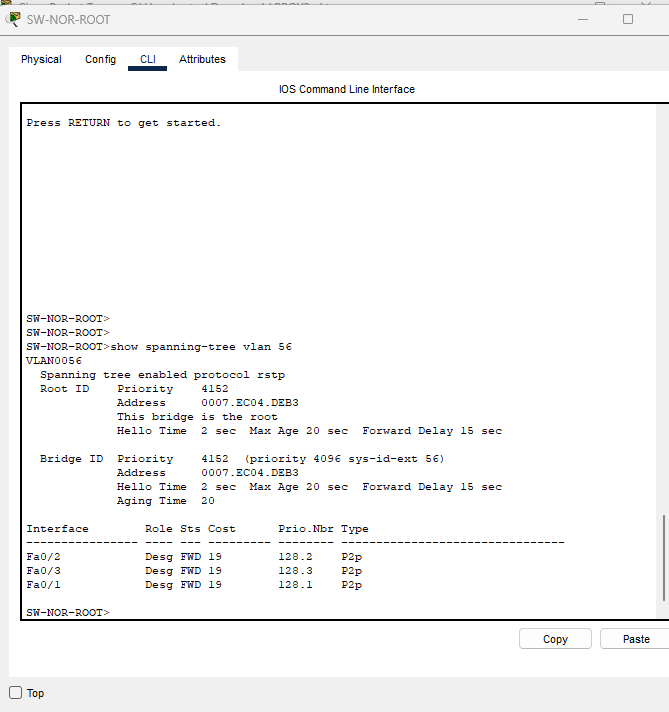 SW-NOR-ROOT
Physical Config CLI Attributes
IOS Command Line Interface
Press RETURN to get started.
SW-NOR-ROOT>
SW-NOR-ROOT>
SW-NOR-ROOT>show spanning-tree vlan 56
VLAN0056
  Spanning tree enabled protocol rstp
  Root ID    Priority    4152
             Address     0007.EC04.DEB3
             This bridge is the root
             Hello Time  2 sec  Max Age 20 sec  Forward Delay 15 sec

  Bridge ID  Priority    4152  (priority 4096 sys-id-ext 56)
             Address     0007.EC04.DEB3
             Hello Time  2 sec  Max Age 20 sec  Forward Delay 15 sec
             Aging Time  20

Interface        Role Sts Cost      Prio.Nbr Type
---------------- ---- --- --------- -------- --------------------------------
Fa0/2            Desg FWD 19        128.2    P2p
Fa0/3            Desg FWD 19        128.3    P2p
Fa0/1            Desg FWD 19        128.1    P2p

SW-NOR-ROOT>
Copy Paste
Top